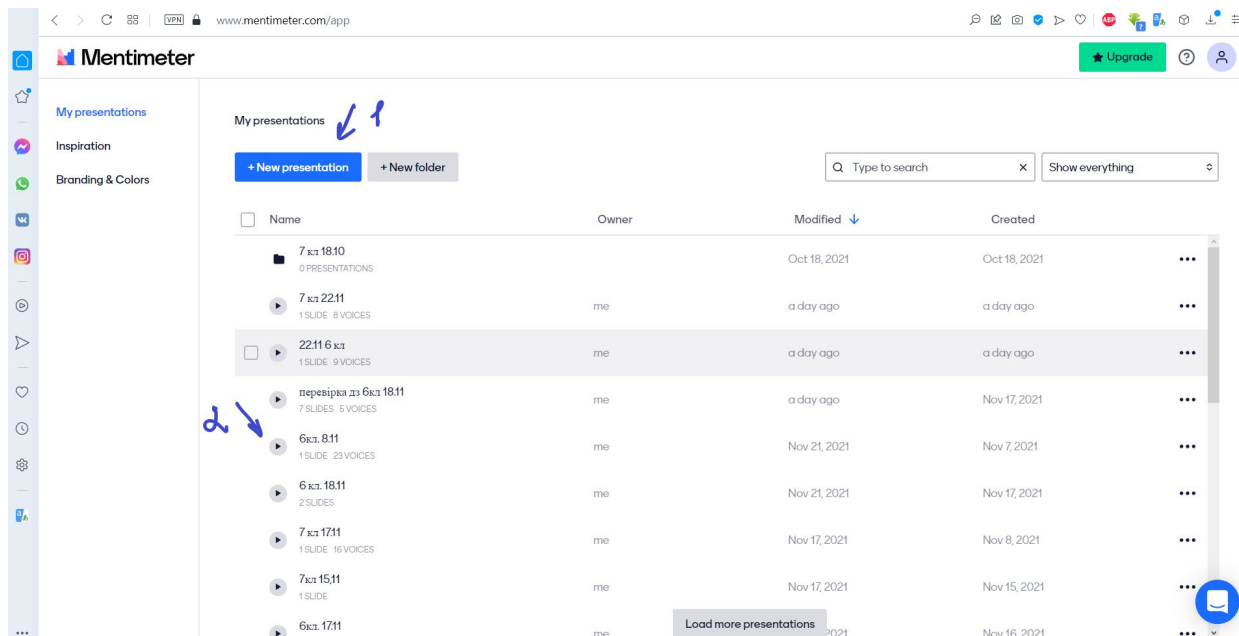 VPN www.mentimeter.com/app
ABP
Mentimeter
Upgrade
My presentations
Inspiration
Branding & Colors
My presentations
1
+ New presentation
+ New folder
Type to search
Show everything
Name Owner Modified Created
7 кл 18.10
0 PRESENTATIONS
Oct 18, 2021 Oct 18, 2021
7 кл 22.11
1 SLIDE 8 VOICES
me a day ago a day ago
22.11 6 кл
1 SLIDE 9 VOICES
me a day ago a day ago
перевірка дз 6кл 18.11
7 SLIDES 5 VOICES
me a day ago Nov 17, 2021
2
6кл. 8.11
1 SLIDE 23 VOICES
me Nov 21, 2021 Nov 7, 2021
6 кл. 18.11
2 SLIDES
me Nov 21, 2021 Nov 17, 2021
7 кл 17.11
1 SLIDE 16 VOICES
me Nov 17, 2021 Nov 8, 2021
7кл 15,11
1 SLIDE
me Nov 17, 2021 Nov 15, 2021
6кл. 17.11
me 2021 Nov 16, 2021
Load more presentations